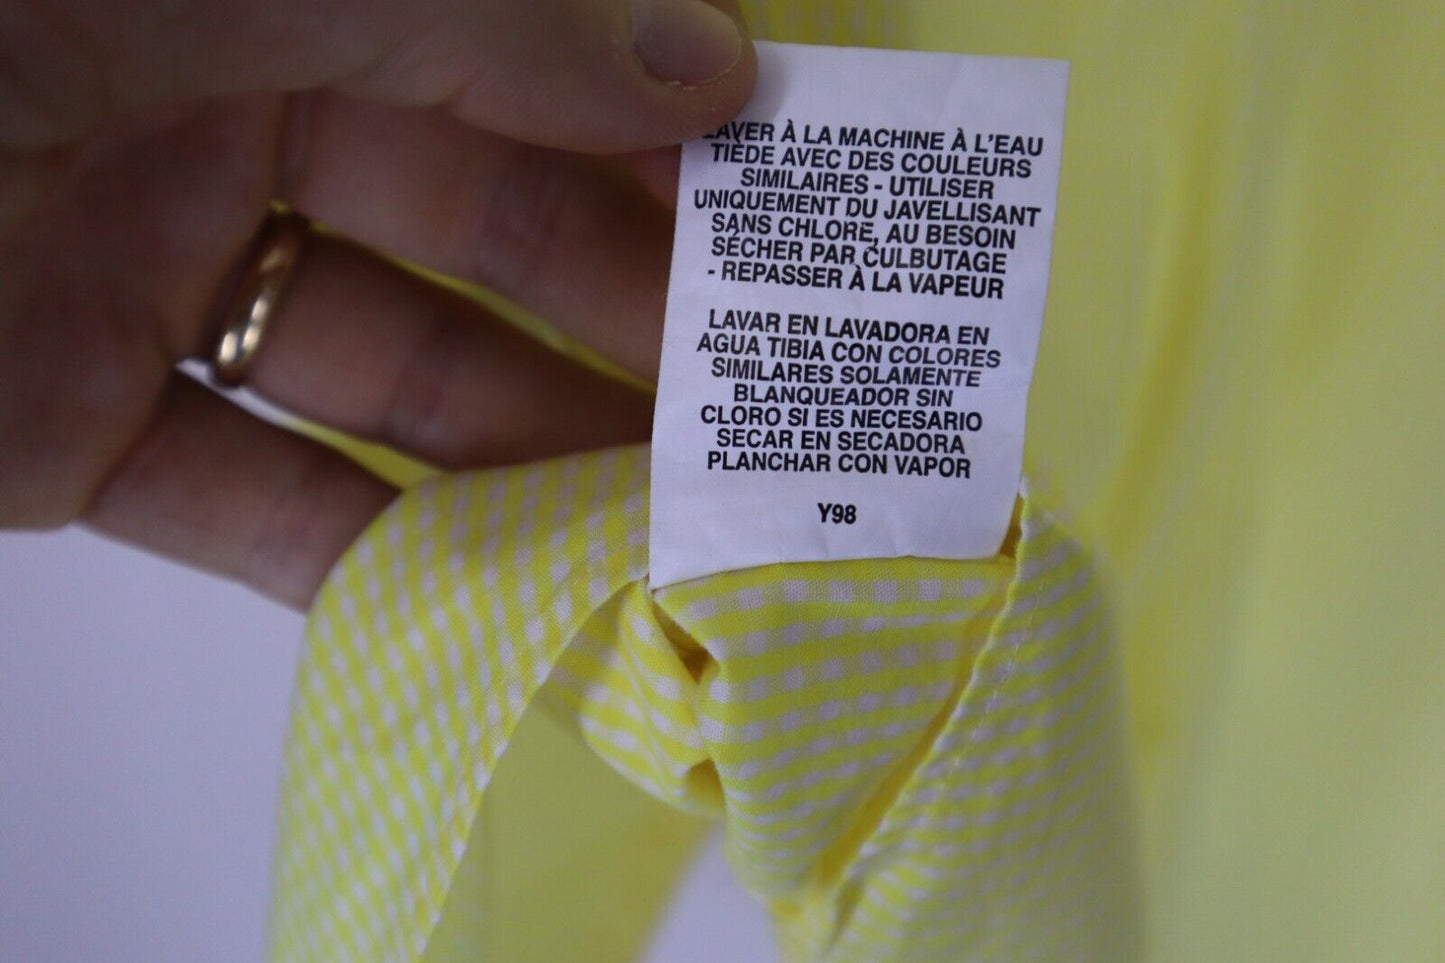 LAVER À LA MACHINE À L'EAU
TIÈDE AVEC DES COULEURS
SIMILAIRES - UTILISER
UNIQUEMENT DU JAVELLISANT
SANS CHLORE, AU BESOIN
SÉCHER PAR CULBUTAGE
- REPASSER À LA VAPEUR
LAVAR EN LAVADORA EN
AGUA TIBIA CON COLORES
SIMILARES SOLAMENTE
BLANQUEADOR SIN
CLORO SI ES NECESARIO
SECAR EN SECADORA
PLANCHAR CON VAPOR
Y98